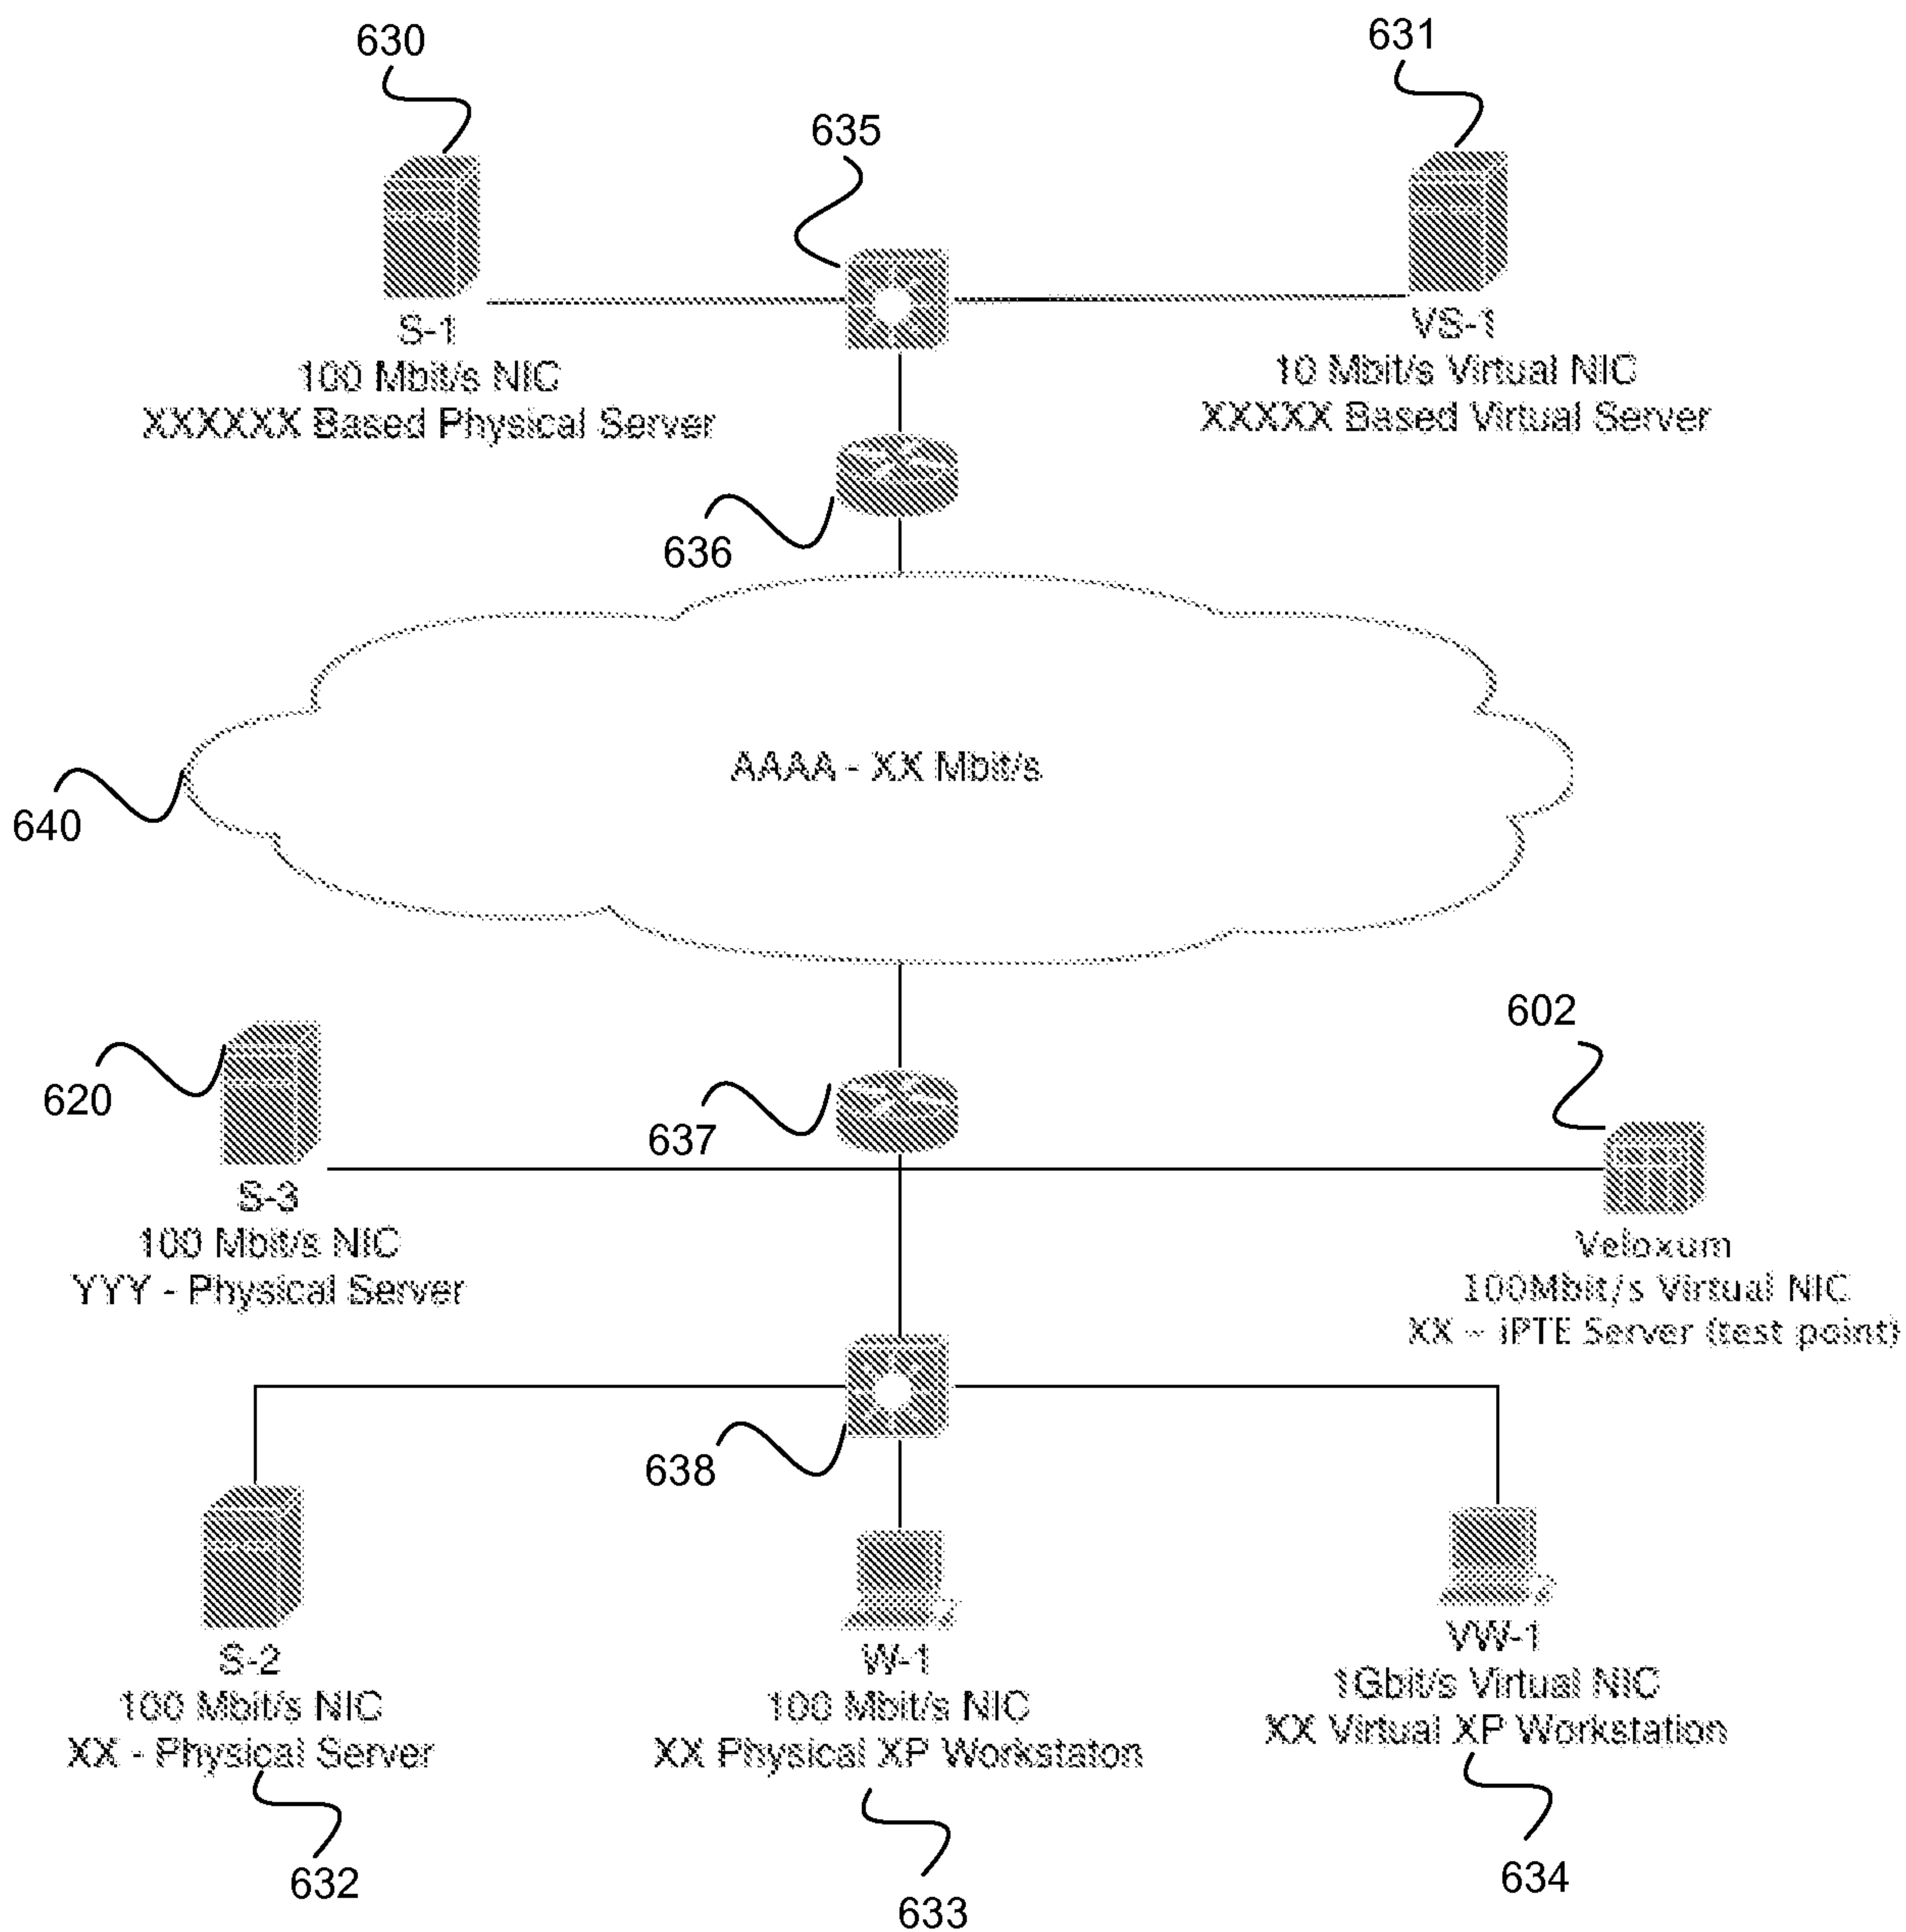 630
631
635
S-1
100 Mbit/s NIC
XXXXXX Based Physical Server
VS-1
10 Mbit/s Virtual NIC
XXXXX Based Virtual Server
636
AAAA - XX Mbit/s
640
602
620
637
S-3
100 Mbit/s NIC
YYY - Physical Server
Veloxum
100Mbit/s Virtual NIC
XX - iPTE Server (test point)
638
S-2
100 Mbit/s NIC
XX - Physical Server
W-1
100 Mbit/s NIC
XX Physical XP Workstaton
VW-1
1Gbit/s Virtual NIC
XX Virtual XP Workstation
632
633
634